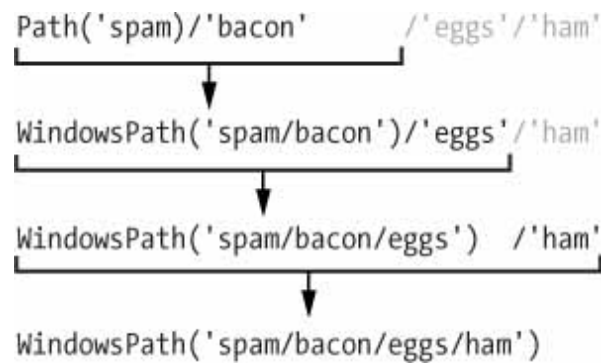 Path('spam)/'bacon' /'eggs'/'ham'
WindowsPath('spam/bacon')/'eggs'/'ham'
WindowsPath('spam/bacon/eggs') /'ham'
WindowsPath('spam/bacon/eggs/ham')